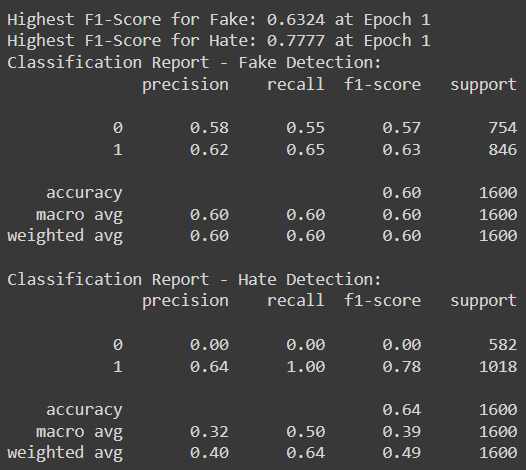 Highest F1-Score for Fake: 0.6324 at Epoch 1
Highest F1-Score for Hate: 0.7777 at Epoch 1
Classification Report - Fake Detection:
precision recall f1-score support
0 0.58 0.55 0.57 754
1 0.62 0.65 0.63 846
accuracy 0.60 1600
macro avg 0.60 0.60 0.60 1600
weighted avg 0.60 0.60 0.60 1600
Classification Report - Hate Detection:
precision recall f1-score support
0 0.00 0.00 0.00 582
1 0.64 1.00 0.78 1018
accuracy 0.64 1600
macro avg 0.32 0.50 0.39 1600
weighted avg 0.40 0.64 0.49 1600